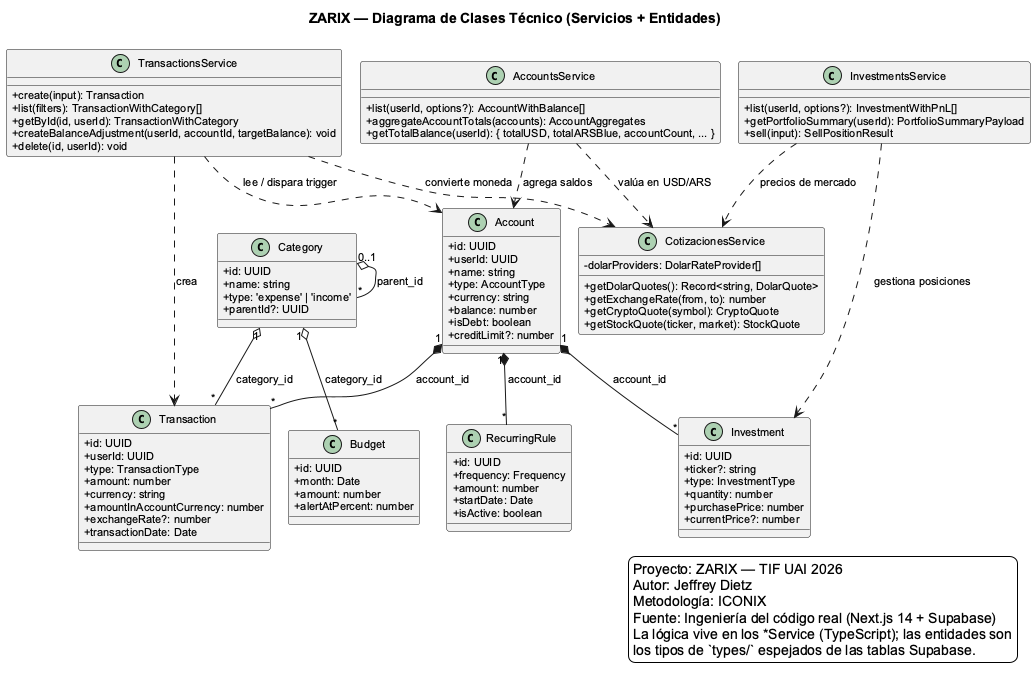 ZARIX — Diagrama de Clases Técnico (Servicios + Entidades)
C TransactionsService
+create(input): Transaction
+list(filters): TransactionWithCategory[]
+getById(id, userId): TransactionWithCategory
+createBalanceAdjustment(userId, accountId, targetBalance): void
+delete(id, userId): void
C AccountsService
+list(userId, options?): AccountWithBalance[]
+aggregateAccountTotals(accounts): AccountAggregates
+getTotalBalance(userId): { totalUSD, totalARSBlue, accountCount, ... }
C InvestmentsService
+list(userId, options?): InvestmentWithPnL[]
+getPortfolioSummary(userId): PortfolioSummaryPayload
+sell(input): SellPositionResult
lee / dispara trigger
convierte moneda
agrega saldos
valúa en USD/ARS
precios de mercado
C Category
+id: UUID
+name: string
+type: 'expense' | 'income'
+parentId?: UUID
0..1
*
parent_id
C Account
+id: UUID
+userId: UUID
+name: string
+type: AccountType
+currency: string
+balance: number
+isDebt: boolean
+creditLimit?: number
C CotizacionesService
-dolarProviders: DolarRateProvider[]
+getDolarQuotes(): Record<string, DolarQuote>
+getExchangeRate(from, to): number
+getCryptoQuote(symbol): CryptoQuote
+getStockQuote(ticker, market): StockQuote
crea
gestiona posiciones
1
1
1
1
1
category_id
category_id
account_id
account_id
account_id
*
*
*
*
*
C Transaction
+id: UUID
+userId: UUID
+type: TransactionType
+amount: number
+currency: string
+amountInAccountCurrency: number
+exchangeRate?: number
+transactionDate: Date
C Budget
+id: UUID
+month: Date
+amount: number
+alertAtPercent: number
C RecurringRule
+id: UUID
+frequency: Frequency
+amount: number
+startDate: Date
+isActive: boolean
C Investment
+id: UUID
+ticker?: string
+type: InvestmentType
+quantity: number
+purchasePrice: number
+currentPrice?: number
Proyecto: ZARIX — TIF UAI 2026
Autor: Jeffrey Dietz
Metodología: ICONIX
Fuente: Ingeniería del código real (Next.js 14 + Supabase)
La lógica vive en los *Service (TypeScript); las entidades son
los tipos de `types/` espejados de las tablas Supabase.